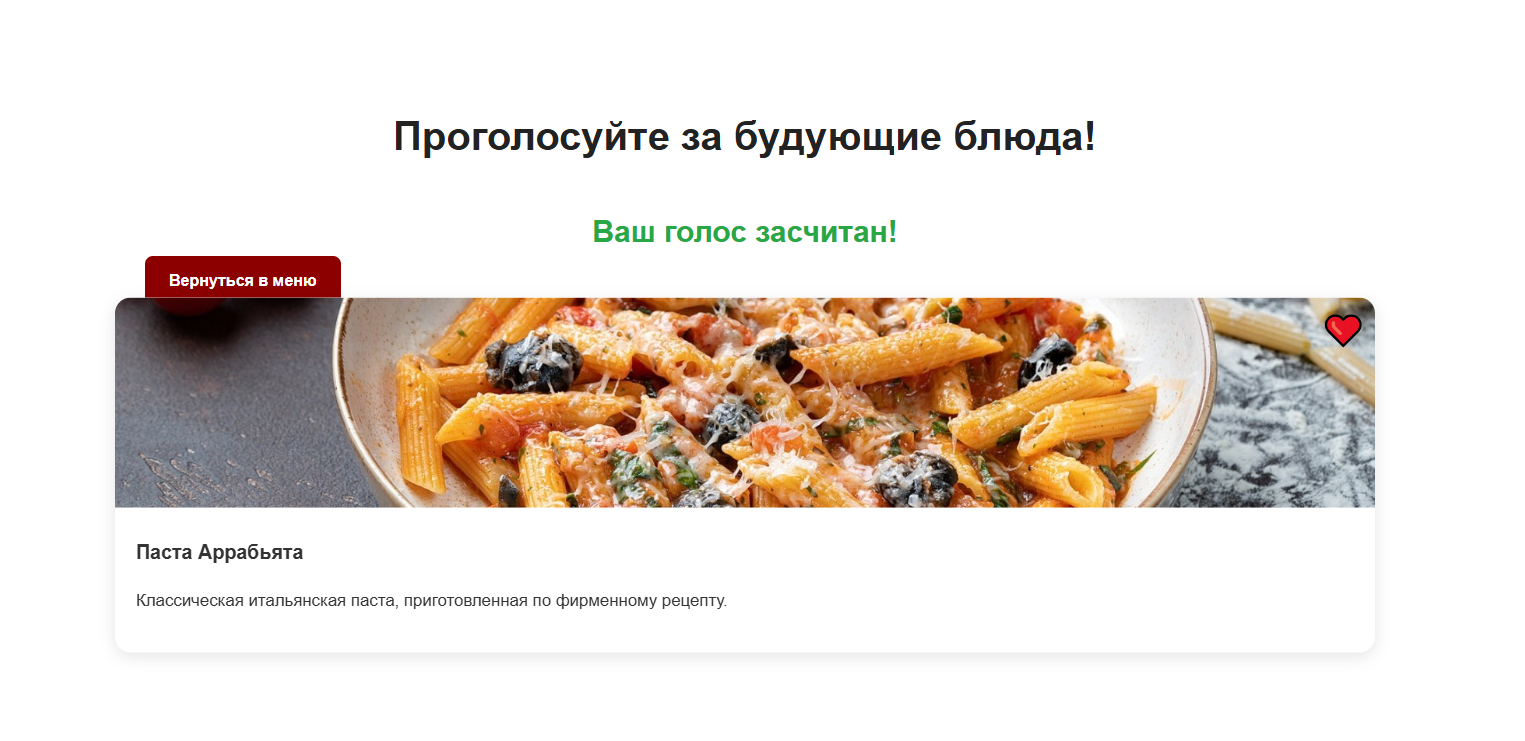 Проголосуйте за будующие блюда!
Ваш голос засчитан!
Вернуться в меню
Паста Аррабьята
Классическая итальянская паста, приготовленная по фирменному рецепту.